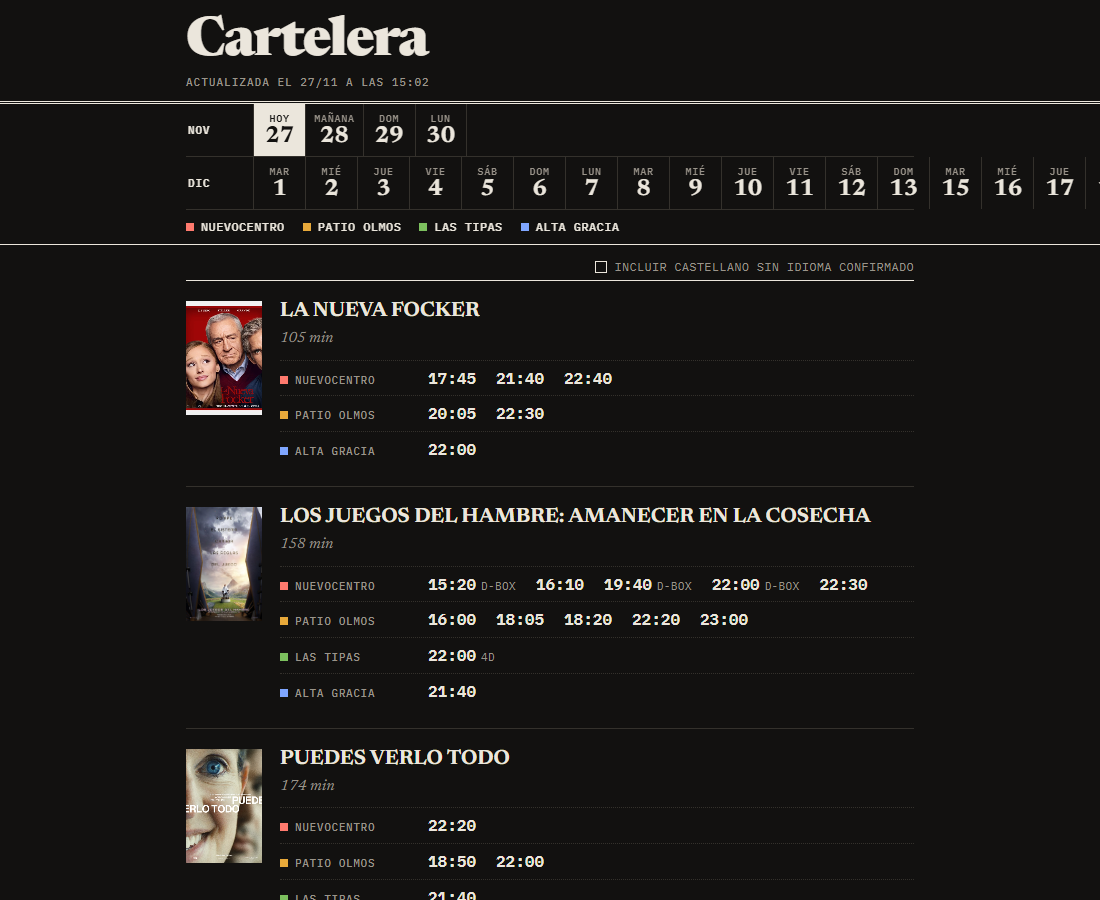 Cartelera
ACTUALIZADA EL 27/11 A LAS 15:02
NOV HOY 27 MAÑANA 28 DOM 29 LUN 30
DIC MAR 1 MIÉ 2 JUE 3 VIE 4 SÁB 5 DOM 6 LUN 7 MAR 8 MIÉ 9 JUE 10 VIE 11 SÁB 12 DOM 13 MAR 15 MIÉ 16 JUE 17
NUEVOCENTRO PATIO OLMOS LAS TIPAS ALTA GRACIA
INCLUIR CASTELLANO SIN IDIOMA CONFIRMADO
LA NUEVA FOCKER
105 min
NUEVOCENTRO 17:45 21:40 22:40
PATIO OLMOS 20:05 22:30
ALTA GRACIA 22:00
LOS JUEGOS DEL HAMBRE: AMANECER EN LA COSECHA
158 min
NUEVOCENTRO 15:20 D-BOX 16:10 19:40 D-BOX 22:00 D-BOX 22:30
PATIO OLMOS 16:00 18:05 18:20 22:20 23:00
LAS TIPAS 22:00 4D
ALTA GRACIA 21:40
PUEDES VERLO TODO
174 min
PUEDE
ERLO TODO
NUEVOCENTRO 22:20
PATIO OLMOS 18:50 22:00
LAS TIPAS 21:40